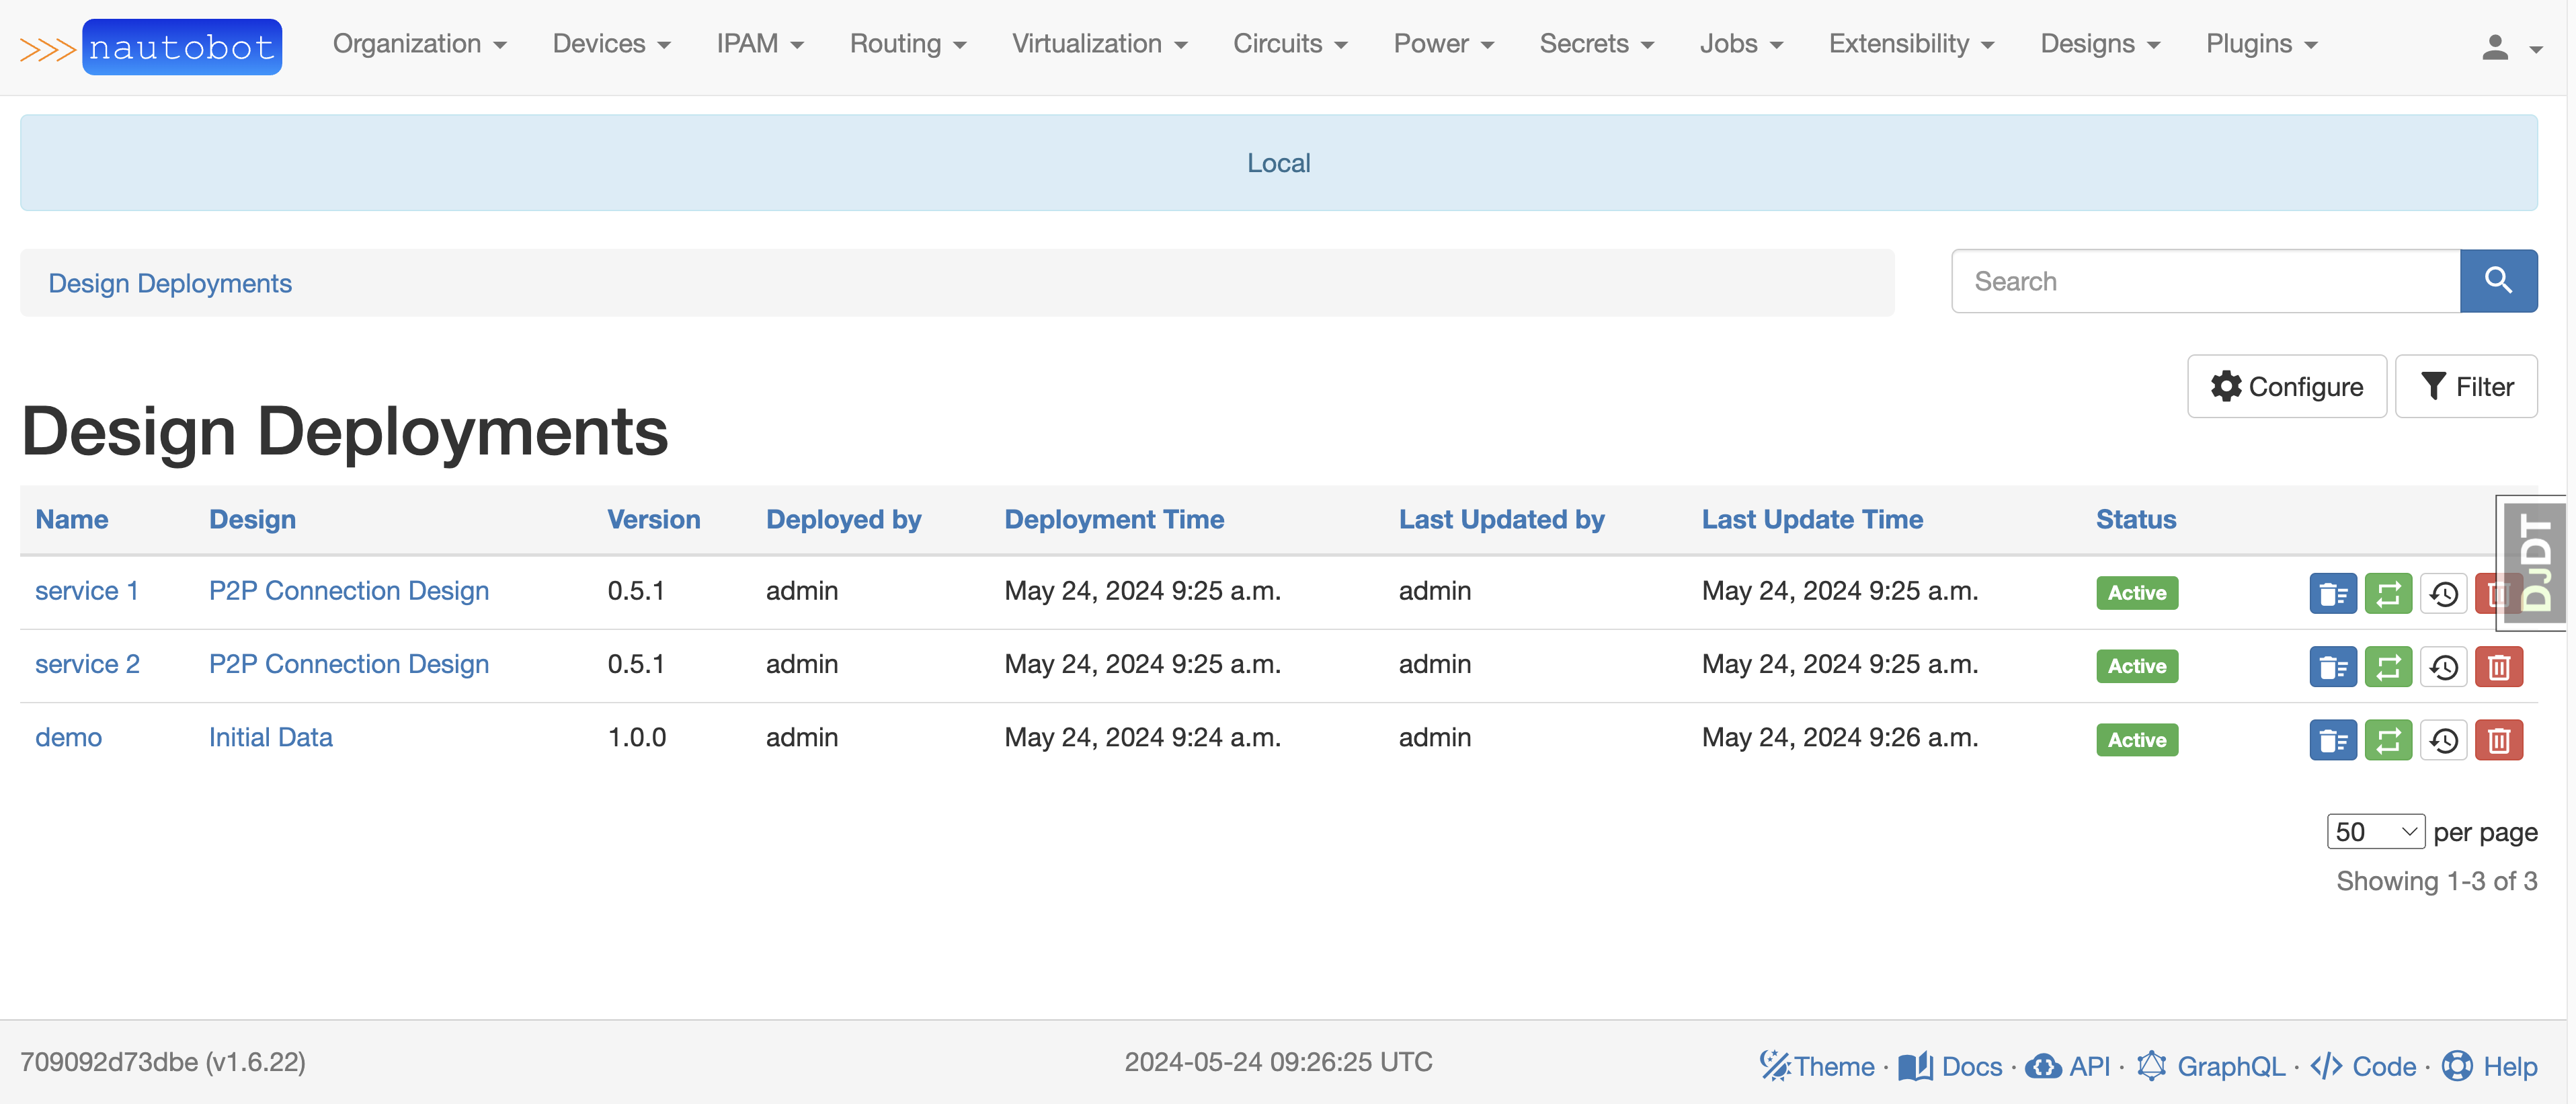 >>> nautobot Organization Devices IPAM Routing Virtualization Circuits Power Secrets Jobs Extensibility Designs Plugins
Local
Design Deployments
Search
Configure Filter
Design Deployments
Name Design Version Deployed by Deployment Time Last Updated by Last Update Time Status
service 1 P2P Connection Design 0.5.1 admin May 24, 2024 9:25 a.m. admin May 24, 2024 9:25 a.m. Active
DJDT
service 2 P2P Connection Design 0.5.1 admin May 24, 2024 9:25 a.m. admin May 24, 2024 9:25 a.m. Active
demo Initial Data 1.0.0 admin May 24, 2024 9:24 a.m. admin May 24, 2024 9:26 a.m. Active
50 per page
Showing 1-3 of 3
709092d73dbe (v1.6.22) 2024-05-24 09:26:25 UTC Theme · Docs · API · GraphQL · Code · Help